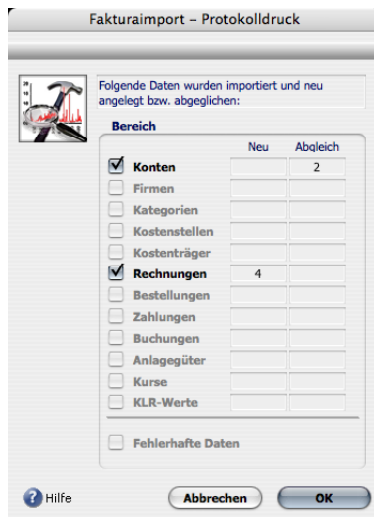 Fakturaimport – Protokolldruck
Folgende Daten wurden importiert und neu
angelegt bzw. abgeglichen:
Bereich
Neu Abgleich
Konten 2
Firmen
Kategorien
Kostenstellen
Kostenträger
Rechnungen 4
Bestellungen
Zahlungen
Buchungen
Anlagegüter
Kurse
KLR-Werte
Fehlerhafte Daten
? Hilfe Abbrechen OK